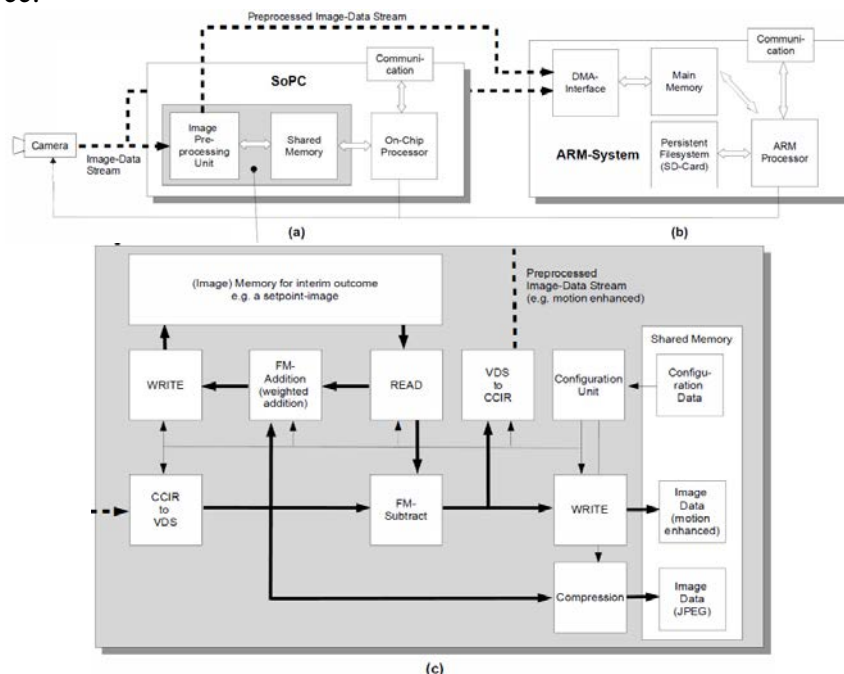 Preprocessed Image-Data Stream
SoPC
Communi-
cation
Communi-
cation
Camera
Image-Data
Stream
Image
Pre-
processing
Unit
Shared
Memory
On-Chip
Processor
DMA-
Interface
Main
Memory
ARM-System
Persistent
Filesystem
(SD-Card)
ARM
Processor
(a)
(b)
(Image) Memory for interim outcome
e.g. a setpoint-image
Preprocessed
Image-Data Stream
(e.g. motion enhanced)
Shared Memory
WRITE
FM-
Addition
(weighted
addition)
READ
VDS
to
CCIR
Configuration
Unit
Configu-
ration
Data
CCIR
to
VDS
FM-
Subtract
WRITE
Image
Data
(motion
enhanced)
Compression
Image
Data
(JPEG)
(c)